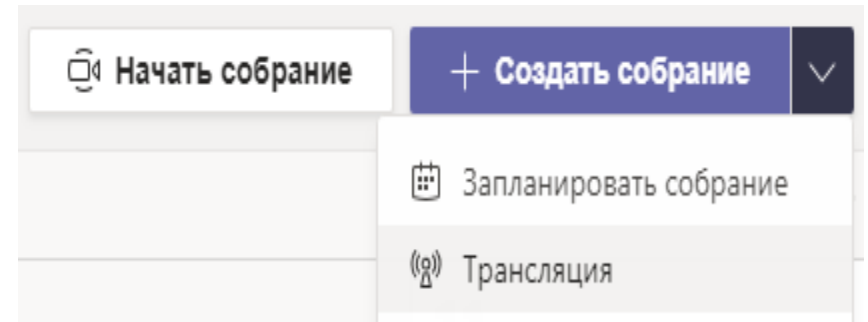 Начать собрание
+ Создать собрание
Запланировать собрание
Трансляция